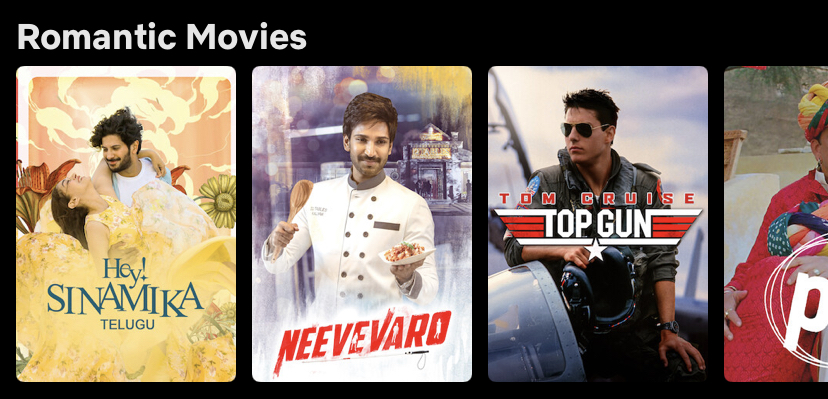 Romantic Movies
Hey!
SINAMIKA
TELUGU
NEEVEVARO
TOM CRUISE
TOP GUN
p